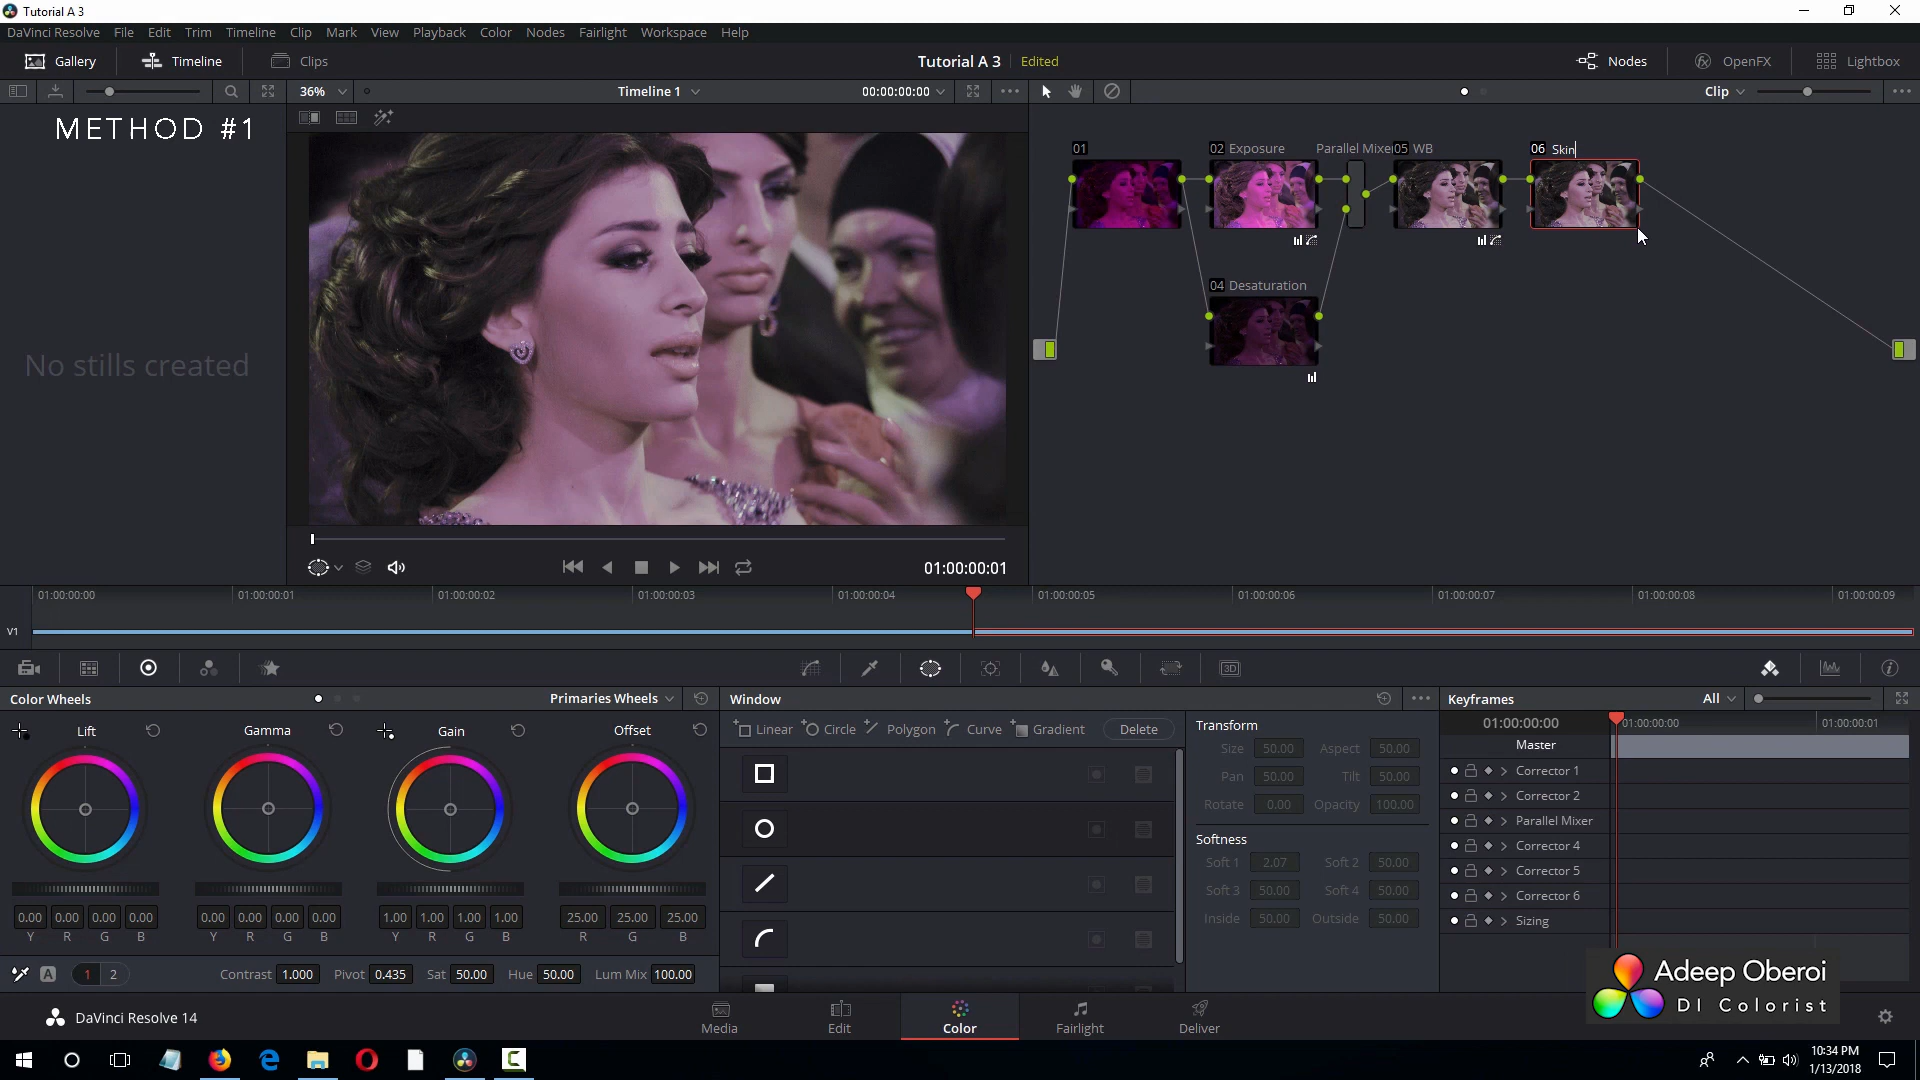 Tutorial A 3
DaVinci Resolve File Edit Trim Timeline Clip Mark View Playback Color Nodes Fairlight Workspace Help
Gallery Timeline Clips Tutorial A 3 Edited Nodes OpenFX Lightbox
36% Timeline 1 00:00:00:00 Clip
METHOD #1
01 02 Exposure Parallel Mixer 05 WB 06 Skin
04 Desaturation
No stills created
01:00:00:01
01:00:00:00 01:00:00:01 01:00:00:02 01:00:00:03 01:00:00:04 01:00:00:05 01:00:00:06 01:00:00:07 01:00:00:08 01:00:00:09
V1
3D
Color Wheels Primaries Wheels Window Keyframes All
Lift Gamma Gain Offset
Linear Circle Polygon Curve Gradient Delete
Transform
Size 50.00 Aspect 50.00
Pan 50.00 Tilt 50.00
Rotate 0.00 Opacity 100.00
Softness
Soft 1 2.07 Soft 2 50.00
Soft 3 50.00 Soft 4 50.00
Inside 50.00 Outside 50.00
01:00:00:00 01:00:00:00 01:00:00:01
Master
Corrector 1
Corrector 2
Parallel Mixer
Corrector 4
Corrector 5
Corrector 6
Sizing
0.00 0.00 0.00 0.00 0.00 0.00 0.00 0.00 1.00 1.00 1.00 1.00 25.00 25.00 25.00
Y R G B Y R G B Y R G B R G B
A 1 2 Contrast 1.000 Pivot 0.435 Sat 50.00 Hue 50.00 Lum Mix 100.00
Adeep Oberoi
DI Colorist
DaVinci Resolve 14
Media Edit Color Fairlight Deliver
10:34 PM
1/13/2018